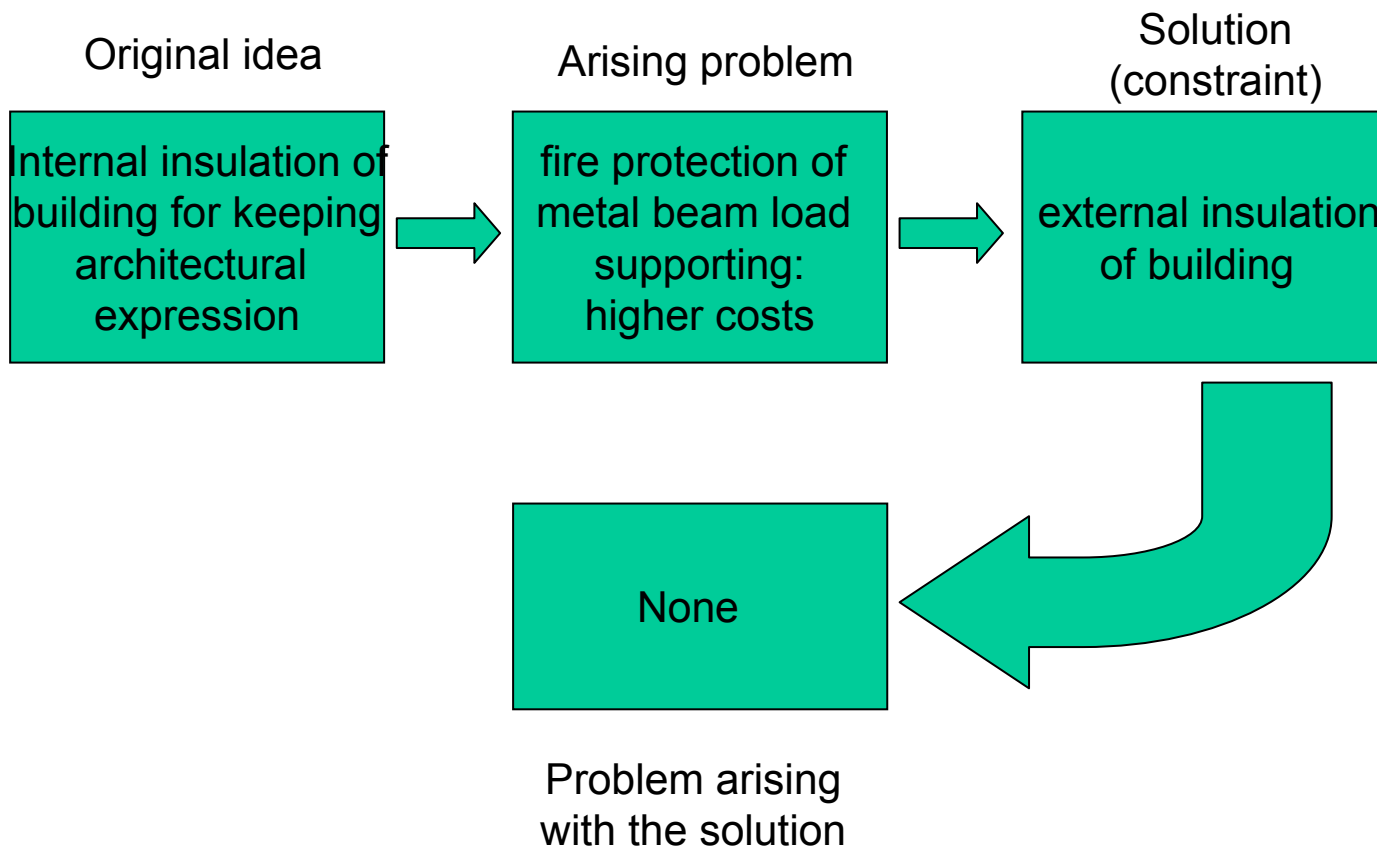 Original idea
Arising problem
Solution
(constraint)
Internal insulation of
building for keeping
architectural
expression
fire protection of
metal beam load
supporting:
higher costs
external insulation
of building
None
Problem arising
with the solution